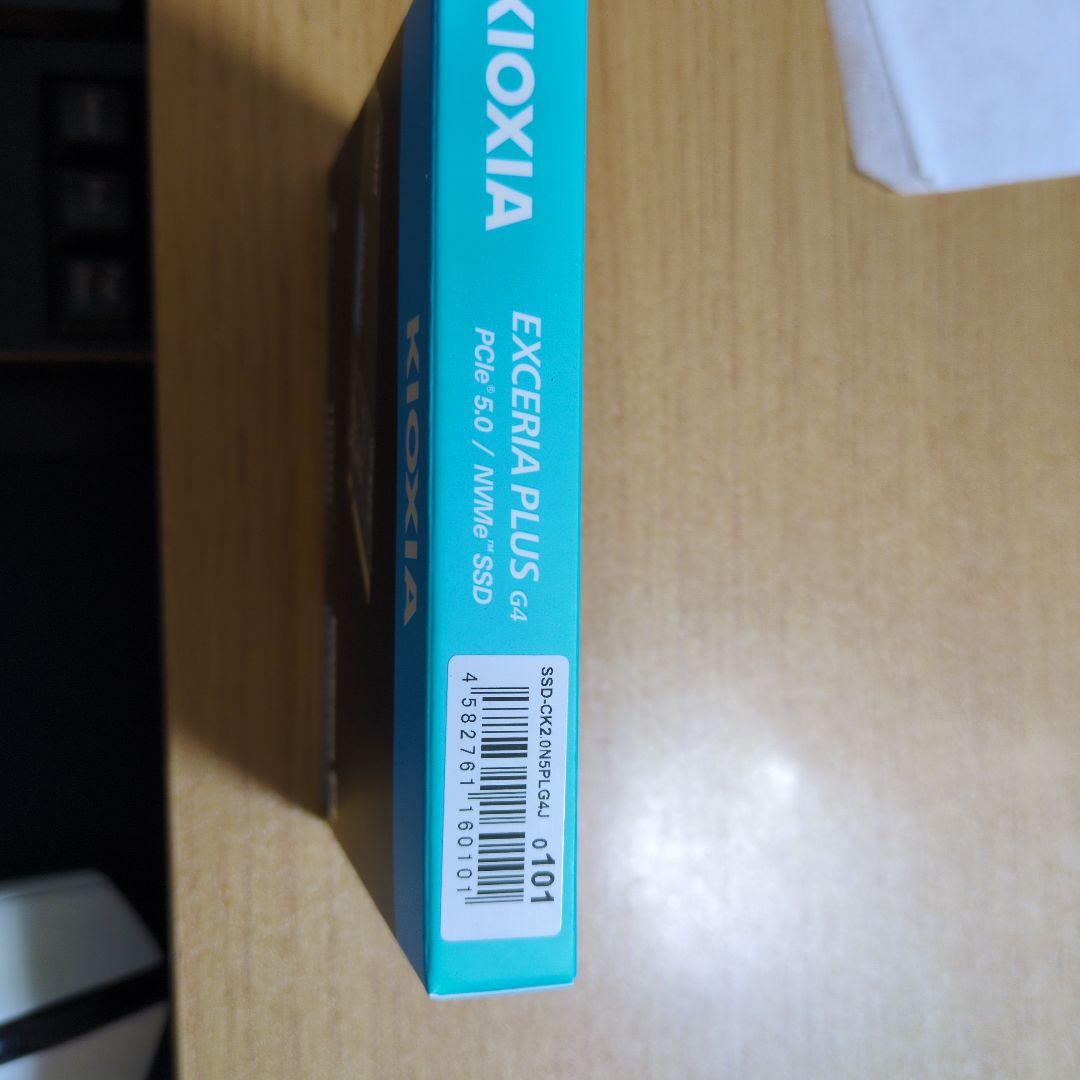 KIOXIA
EXCERIA PLUS G4
PCIe® 5.0 / NVMe™ SSD
SSD-CK2.0N5PLG4J
0101
4 582761 160101
KIOXIA